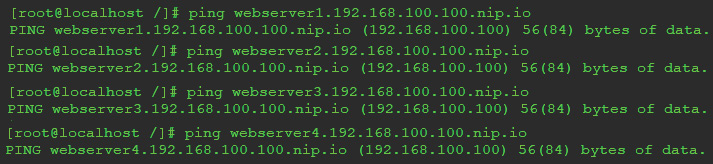 [root@localhost /]# ping webserver1.192.168.100.100.nip.io
PING webserver1.192.168.100.100.nip.io (192.168.100.100) 56(84) bytes of data.
[root@localhost /]# ping webserver2.192.168.100.100.nip.io
PING webserver2.192.168.100.100.nip.io (192.168.100.100) 56(84) bytes of data.
[root@localhost /]# ping webserver3.192.168.100.100.nip.io
PING webserver3.192.168.100.100.nip.io (192.168.100.100) 56(84) bytes of data.
[root@localhost /]# ping webserver4.192.168.100.100.nip.io
PING webserver4.192.168.100.100.nip.io (192.168.100.100) 56(84) bytes of data.